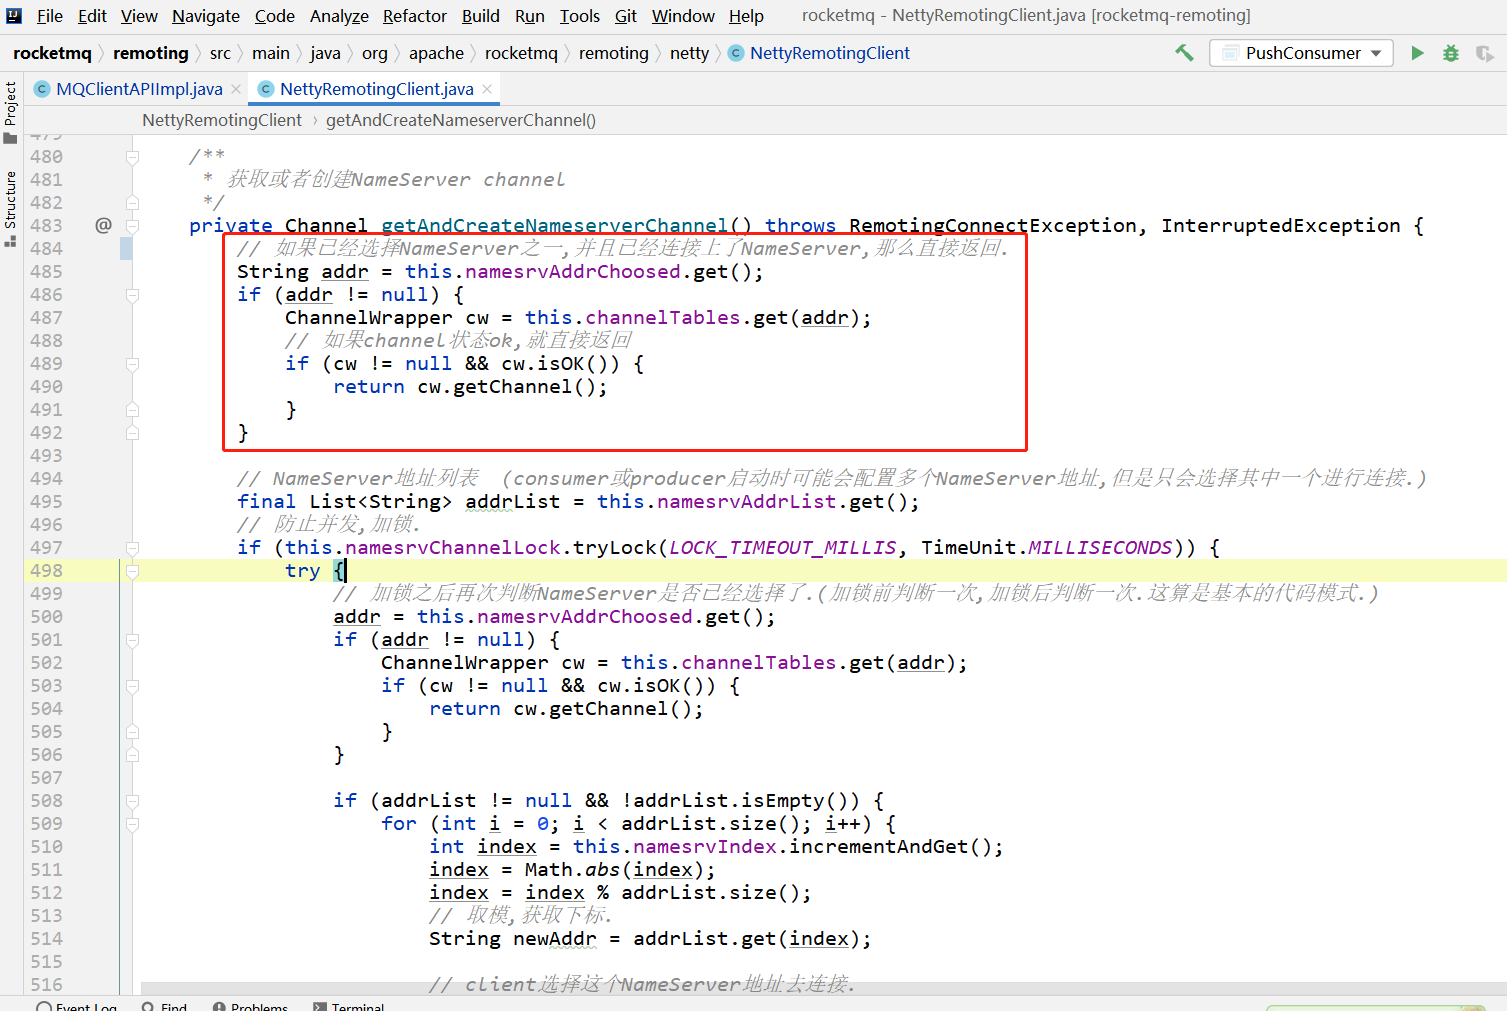 File Edit View Navigate Code Analyze Refactor Build Run Tools Git Window Help rocketmq - NettyRemotingClient.java [rocketmq-remoting]
rocketmq remoting src main java org apache rocketmq remoting netty NettyRemotingClient PushConsumer
MQClientAPIImpl.java NettyRemotingClient.java
Project
Structure
NettyRemotingClient › getAndCreateNameserverChannel()
479
480 /**
481 * 获取或者创建NameServer channel
482 */
483 @ private Channel getAndCreateNameserverChannel() throws RemotingConnectException, InterruptedException {
484 // 如果已经选择NameServer之一,并且已经连接上了NameServer,那么直接返回.
485 String addr = this.namesrvAddrChoosed.get();
486 if (addr != null) {
487 ChannelWrapper cw = this.channelTables.get(addr);
488 // 如果channel状态ok,就直接返回
489 if (cw != null && cw.isOK()) {
490 return cw.getChannel();
491 }
492 }
493
494 // NameServer地址列表 (consumer或producer启动时可能会配置多个NameServer地址,但是只会选择其中一个进行连接.)
495 final List<String> addrList = this.namesrvAddrList.get();
496 // 防止并发,加锁.
497 if (this.namesrvChannelLock.tryLock(LOCK_TIMEOUT_MILLIS, TimeUnit.MILLISECONDS)) {
498 try {
499 // 加锁之后再次判断NameServer是否已经选择了.(加锁前判断一次,加锁后判断一次.这算是基本的代码模式.)
500 addr = this.namesrvAddrChoosed.get();
501 if (addr != null) {
502 ChannelWrapper cw = this.channelTables.get(addr);
503 if (cw != null && cw.isOK()) {
504 return cw.getChannel();
505 }
506 }
507
508 if (addrList != null && !addrList.isEmpty()) {
509 for (int i = 0; i < addrList.size(); i++) {
510 int index = this.namesrvIndex.incrementAndGet();
511 index = Math.abs(index);
512 index = index % addrList.size();
513 // 取模,获取下标.
514 String newAddr = addrList.get(index);
515
516 // client选择这个NameServer地址去连接.
Event Log Find Problems Terminal